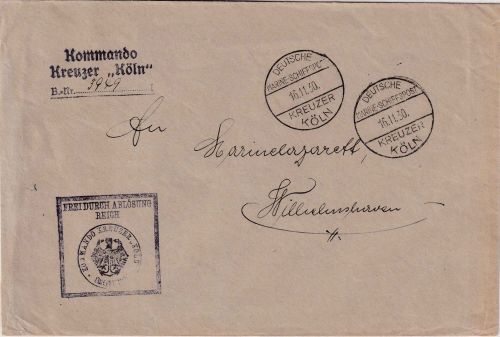 Kommando
Kreuzer „Köln"
B.-Nr. 3949 I
DEUTSCHE
MARINE-SCHIFFSPOST
16.11.30.
KREUZER
KÖLN
DEUTSCHE
MARINE-SCHIFFSPOST
16.11.30.
KREUZER
KÖLN
An
Marinelazarett,
Wilhelmshaven
FREI DURCH ABLÖSUNG
REICH
KOMMANDO KREUZER „KÖLN"